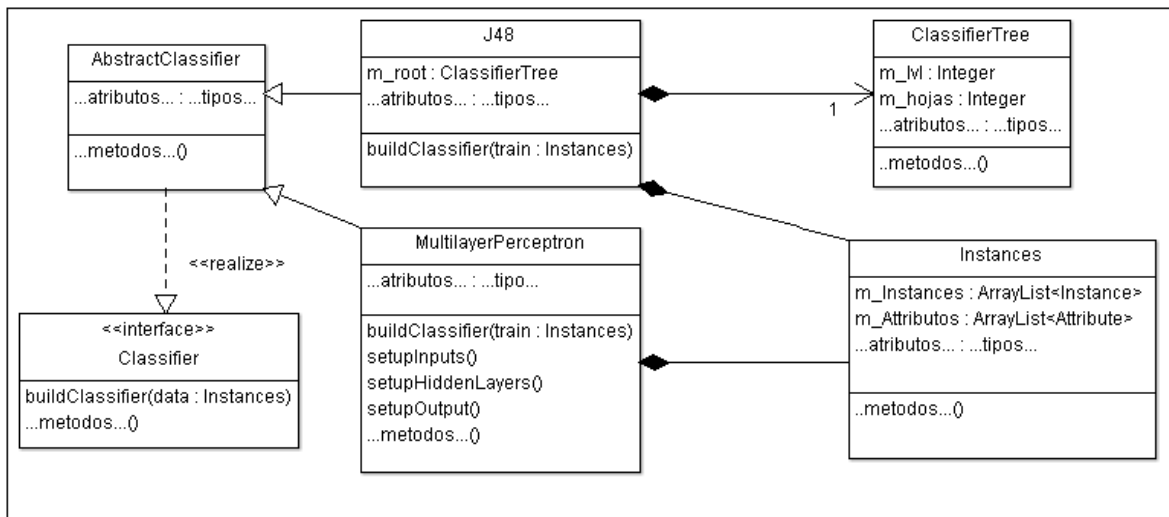 AbstractClassifier
...atributos... : ...tipos...
...metodos...()
J48
m_root : ClassifierTree
...atributos... : ...tipos...
buildClassifier(train : Instances)
1
ClassifierTree
m_lvl : Integer
m_hojas : Integer
...atributos... : ...tipos...
..metodos...()
<<realize>>
<<interface>>
Classifier
buildClassifier(data : Instances)
...metodos...()
MultilayerPerceptron
...atributos... : ...tipo...
buildClassifier(train : Instances)
setupInputs()
setupHiddenLayers()
setupOutput()
...metodos...()
Instances
m_Instances : ArrayList<Instance>
m_Attributos : ArrayList<Attribute>
...atributos... : ...tipos...
..metodos...()